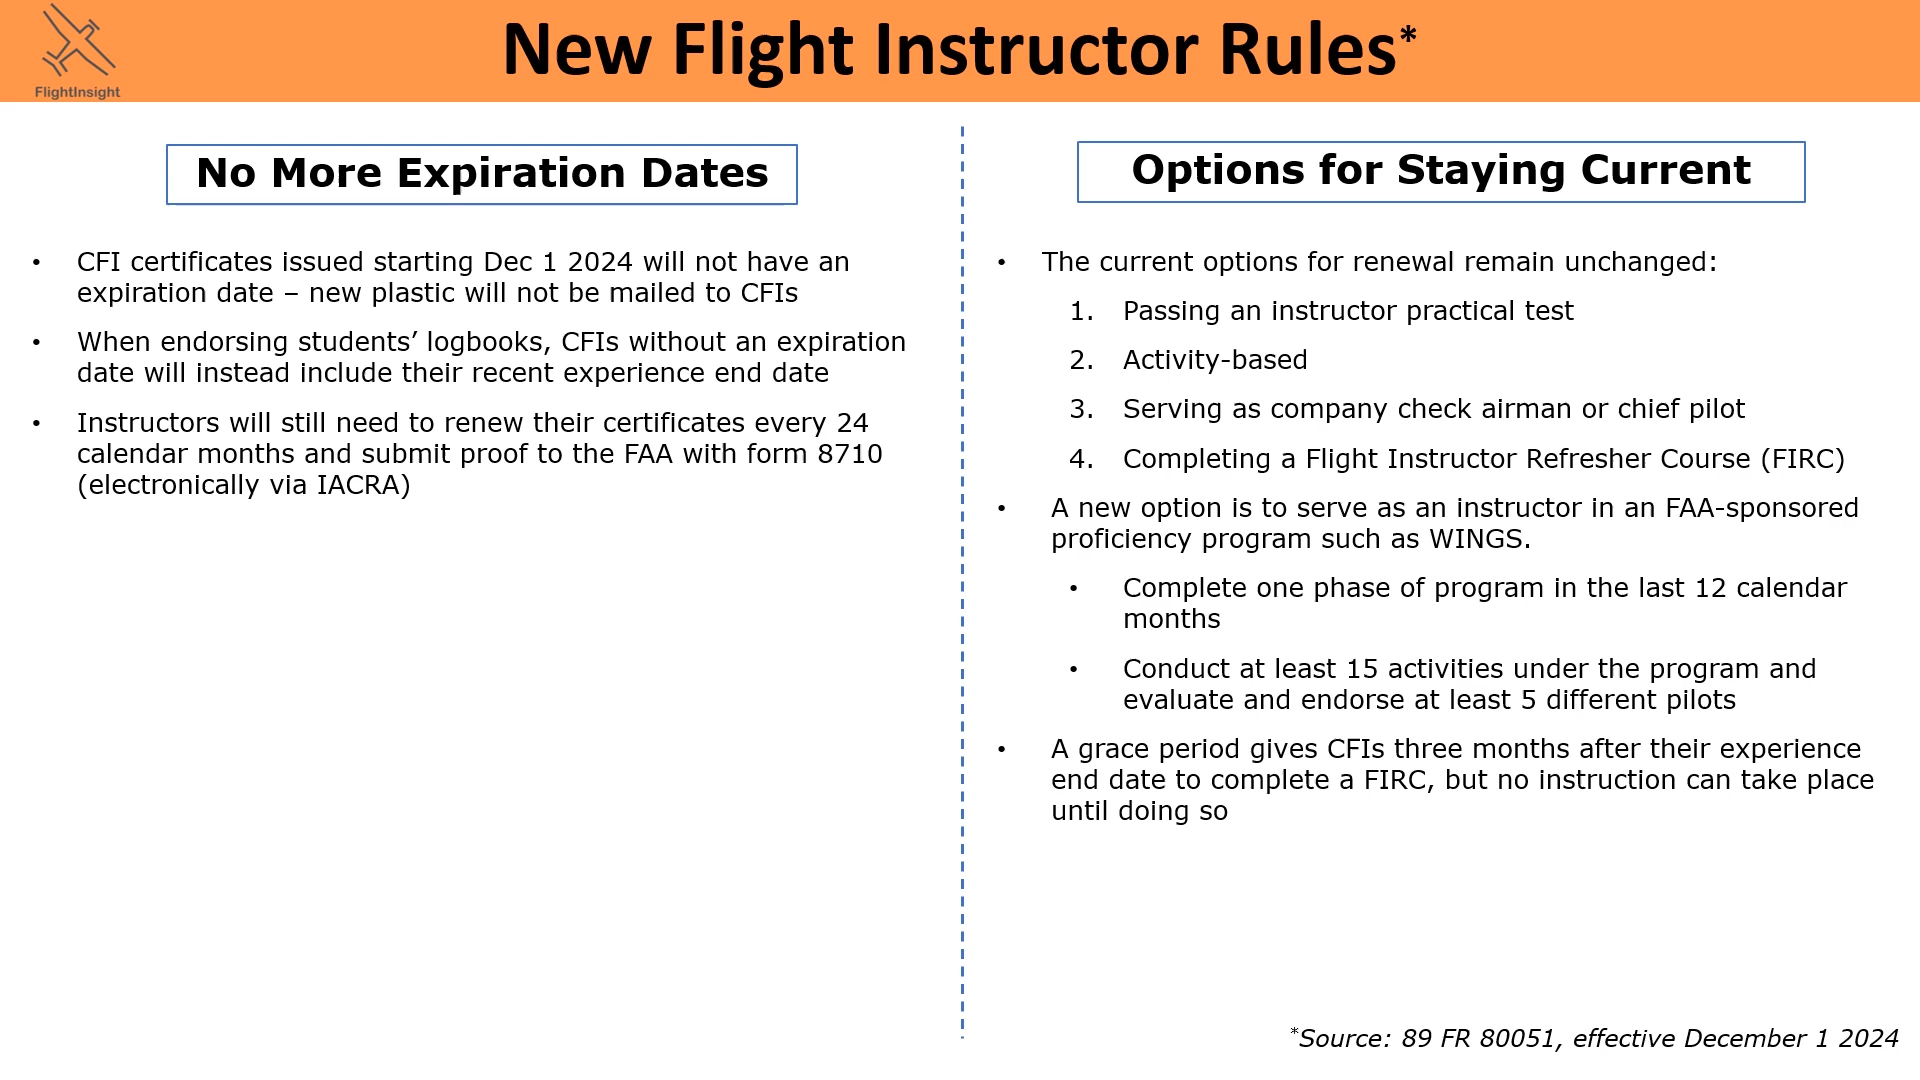 New Flight Instructor Rules*
FlightInsight
No More Expiration Dates
• CFI certificates issued starting Dec 1 2024 will not have an
expiration date – new plastic will not be mailed to CFIs
• When endorsing students’ logbooks, CFIs without an expiration
date will instead include their recent experience end date
• Instructors will still need to renew their certificates every 24
calendar months and submit proof to the FAA with form 8710
(electronically via IACRA)
Options for Staying Current
• The current options for renewal remain unchanged:
1. Passing an instructor practical test
2. Activity-based
3. Serving as company check airman or chief pilot
4. Completing a Flight Instructor Refresher Course (FIRC)
• A new option is to serve as an instructor in an FAA-sponsored
proficiency program such as WINGS.
• Complete one phase of program in the last 12 calendar
months
• Conduct at least 15 activities under the program and
evaluate and endorse at least 5 different pilots
• A grace period gives CFIs three months after their experience
end date to complete a FIRC, but no instruction can take place
until doing so
*Source: 89 FR 80051, effective December 1 2024